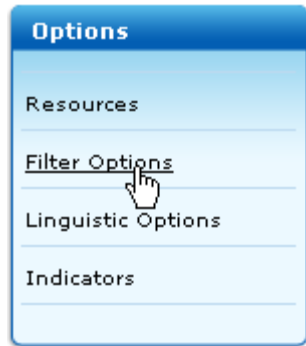 Options
Resources
Filter Options
Linguistic Options
Indicators